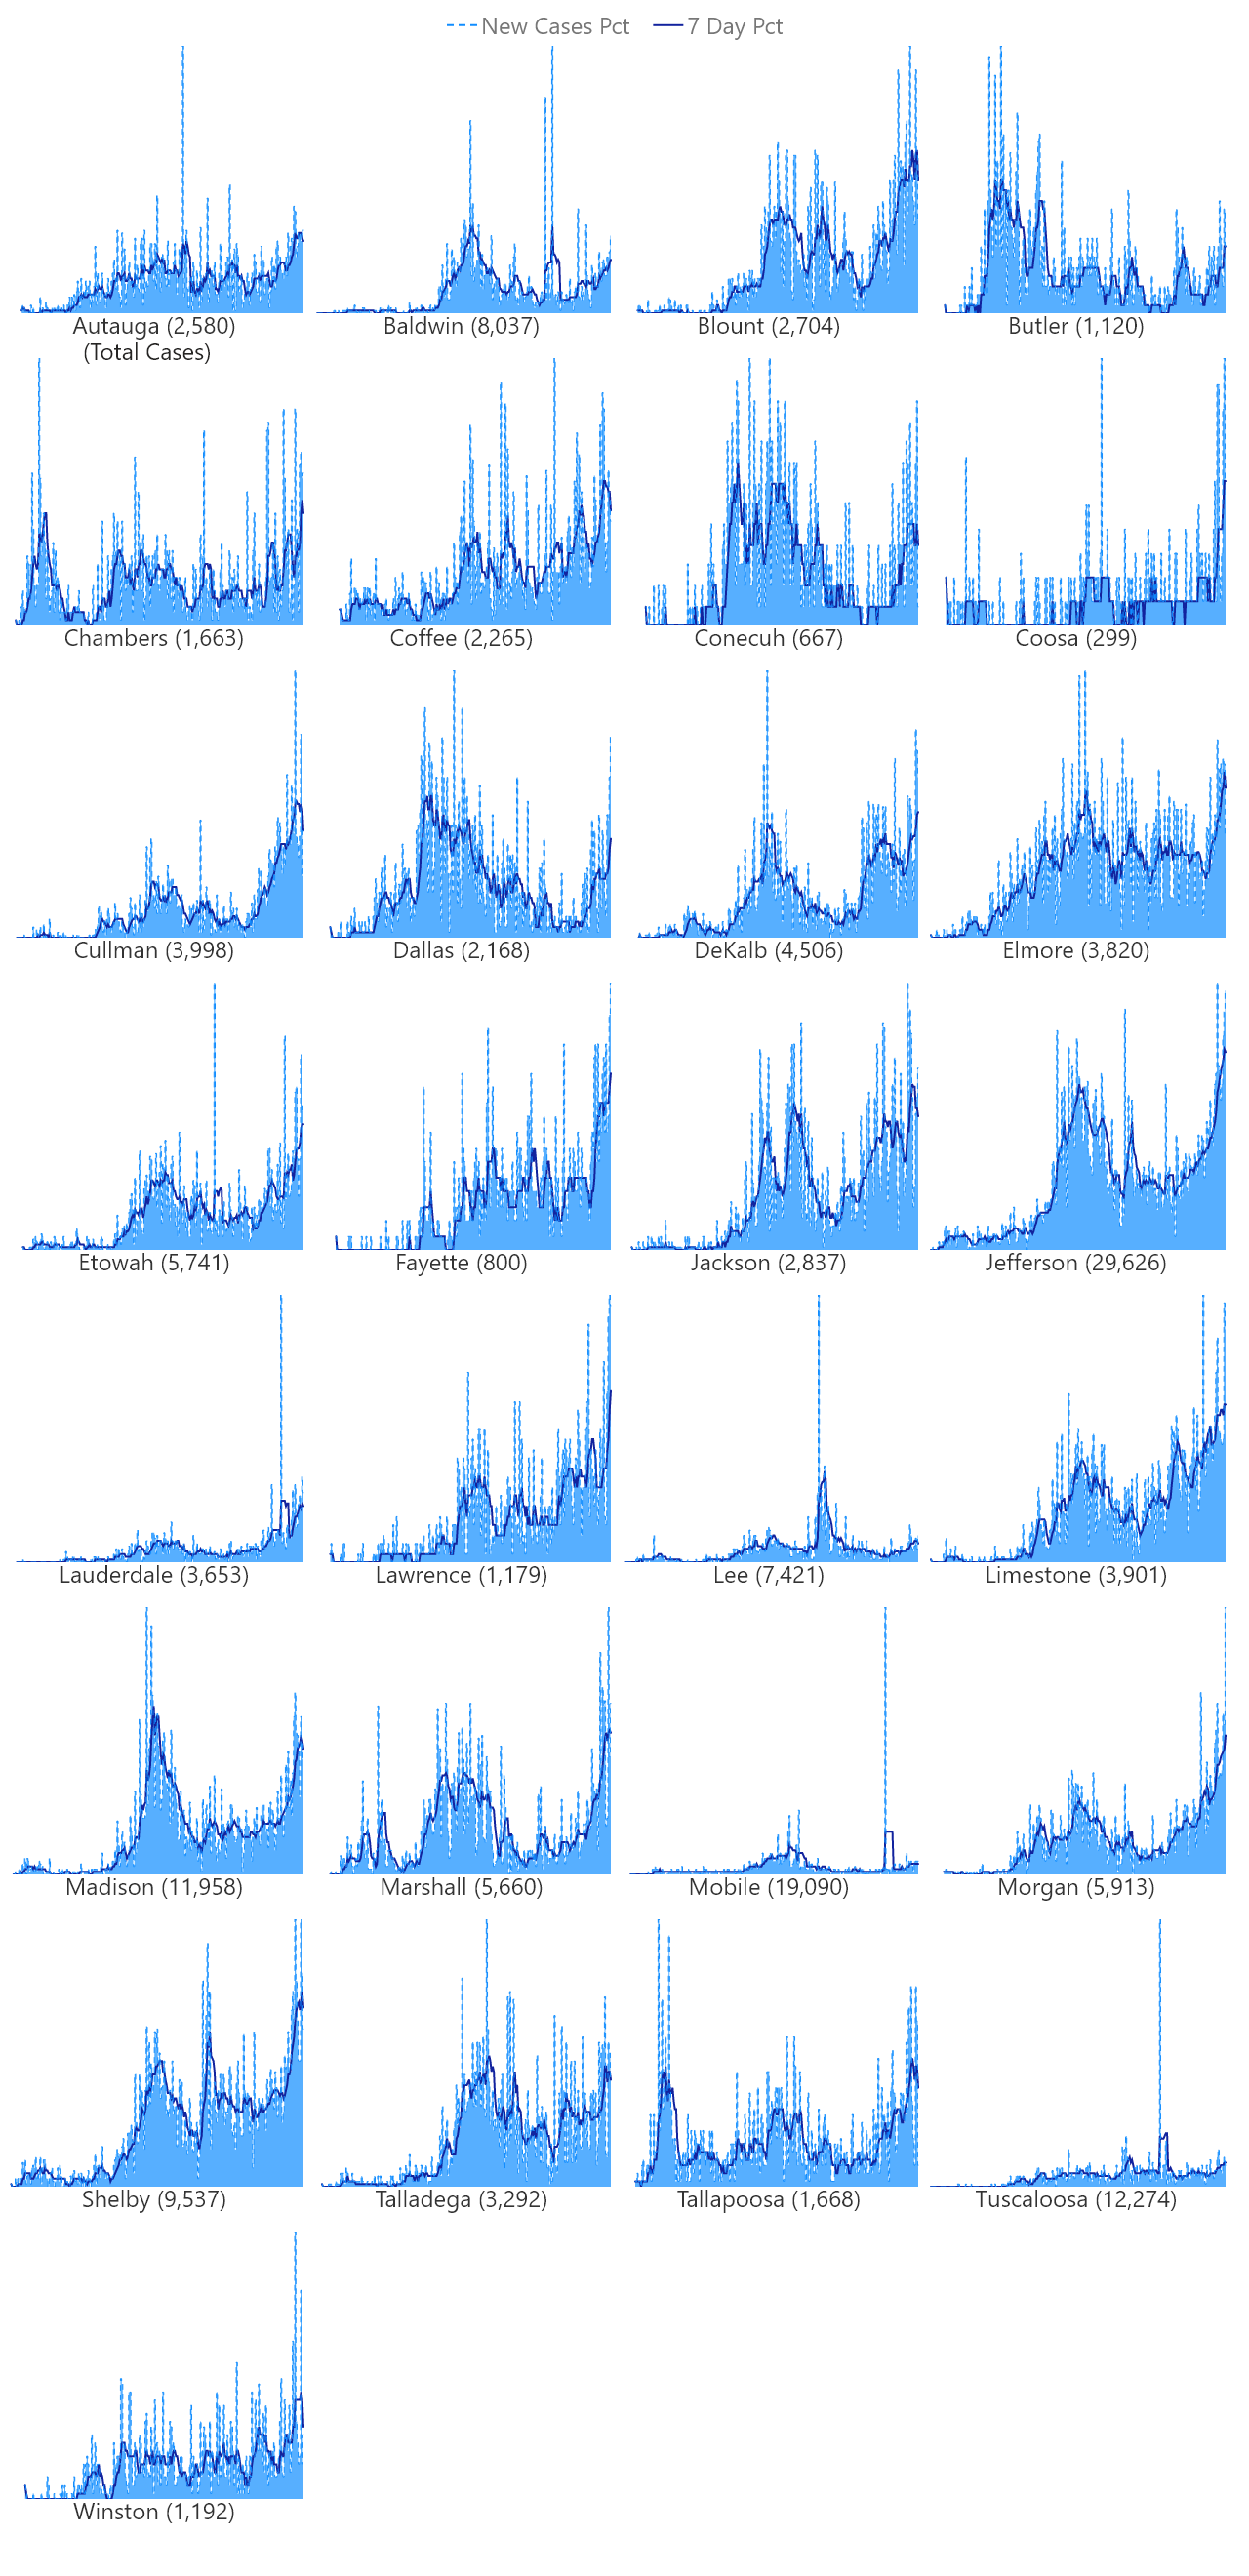 New Cases Pct 7 Day Pct
Autauga (2,580) Baldwin (8,037) Blount (2,704) Butler (1,120)
(Total Cases)
Chambers (1,663) Coffee (2,265) Conecuh (667) Coosa (299)
Cullman (3,998) Dallas (2,168) DeKalb (4,506) Elmore (3,820)
Etowah (5,741) Fayette (800) Jackson (2,837) Jefferson (29,626)
Lauderdale (3,653) Lawrence (1,179) Lee (7,421) Limestone (3,901)
Madison (11,958) Marshall (5,660) Mobile (19,090) Morgan (5,913)
Shelby (9,537) Talladega (3,292) Tallapoosa (1,668) Tuscaloosa (12,274)
Winston (1,192)